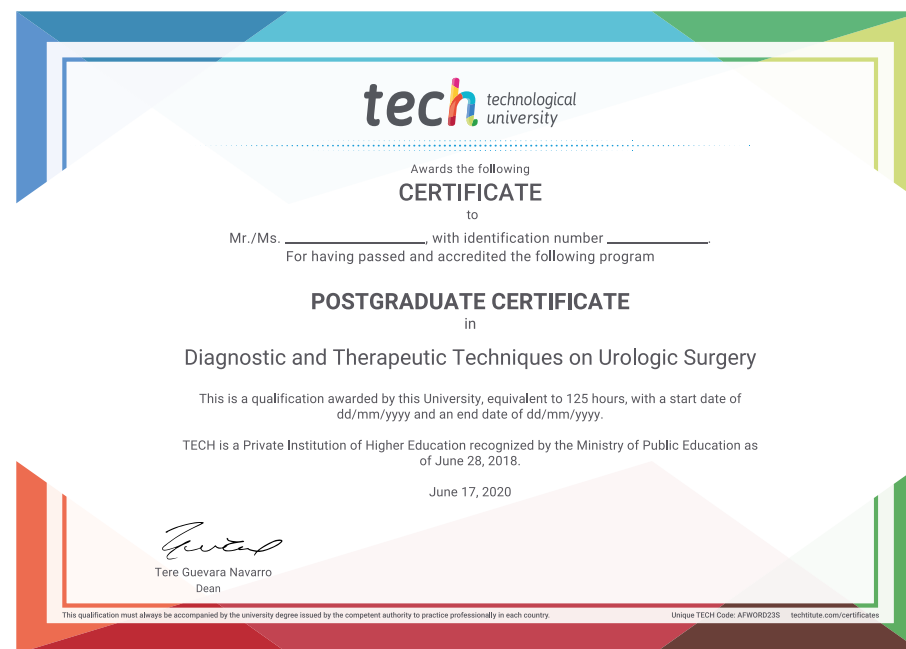 tech technological
university
Awards the following
CERTIFICATE
to
Mr./Ms. ____________________, with identification number ______________.
For having passed and accredited the following program
POSTGRADUATE CERTIFICATE
in
Diagnostic and Therapeutic Techniques on Urologic Surgery
This is a qualification awarded by this University, equivalent to 125 hours, with a start date of
dd/mm/yyyy and an end date of dd/mm/yyyy.
TECH is a Private Institution of Higher Education recognized by the Ministry of Public Education as
of June 28, 2018.
June 17, 2020
Tere Guevara Navarro
Dean
This qualification must always be accompanied by the university degree issued by the competent authority to practice professionally in each country.
Unique TECH Code: AFWORD23S techtitute.com/certificates